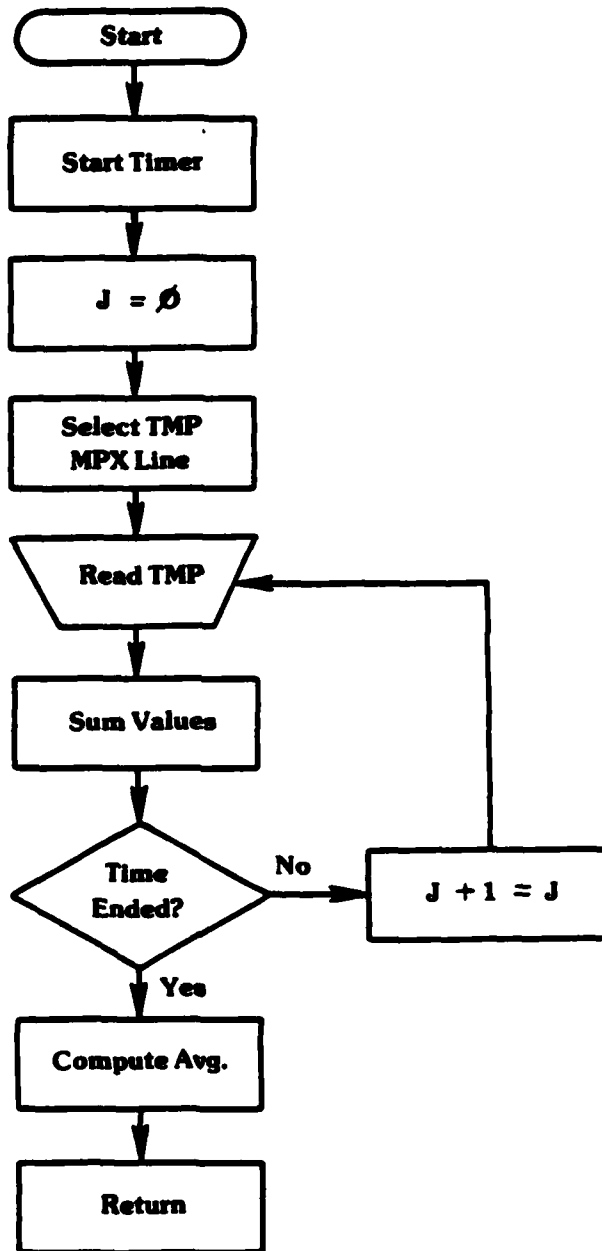 Start
Start Timer
J = Ø
Select TMP
MPX Line
Read TMP
Sum Values
Time
Ended?
No
J + 1 = J
Yes
Compute Avg.
Return